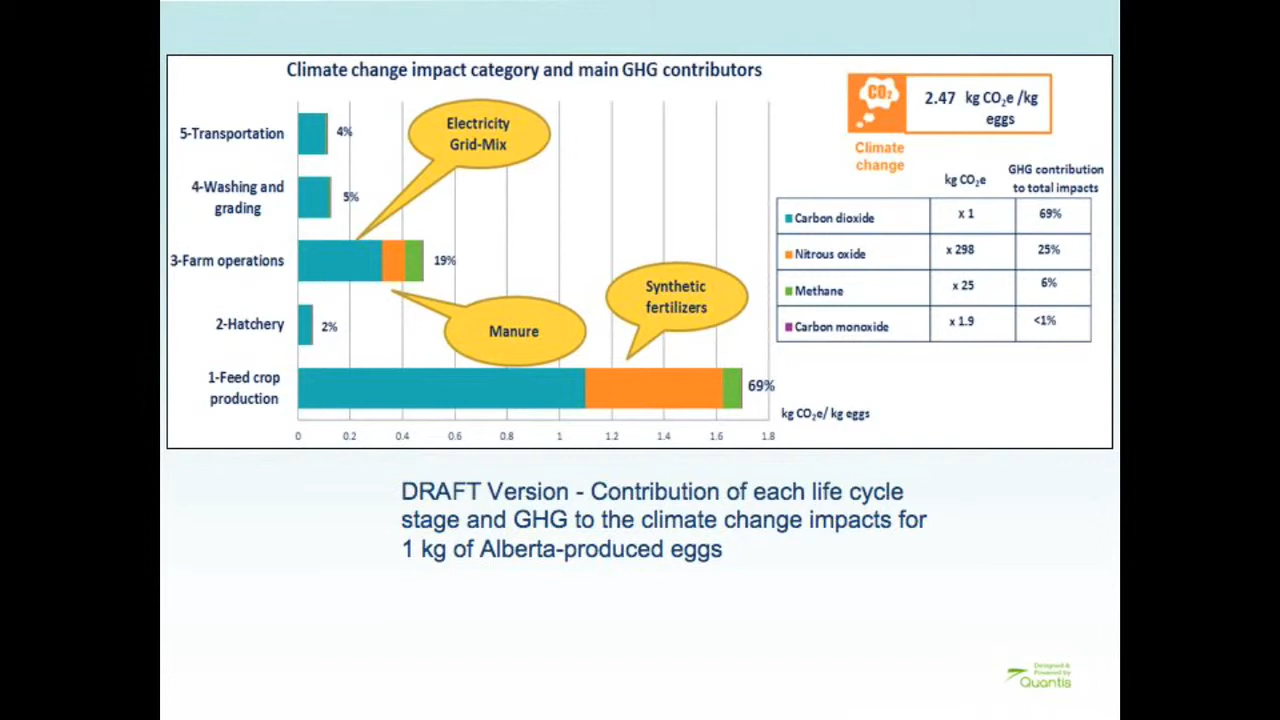 Climate change impact category and main GHG contributors
CO2
2.47 kg CO2e /kg
eggs
Climate
change
5-Transportation
4%
Electricity
Grid-Mix
4-Washing and
grading
5%
3-Farm operations
19%
Manure
Synthetic
fertilizers
2-Hatchery
2%
1-Feed crop
production
69%
kg CO2e/ kg eggs
0 0.2 0.4 0.6 0.8 1 1.2 1.4 1.6 1.8
kg CO2e
GHG contribution
to total impacts
Carbon dioxide x 1 69%
Nitrous oxide x 298 25%
Methane x 25 6%
Carbon monoxide x 1.9 <1%
DRAFT Version - Contribution of each life cycle
stage and GHG to the climate change impacts for
1 kg of Alberta-produced eggs
Designed &
Powered by
Quantis